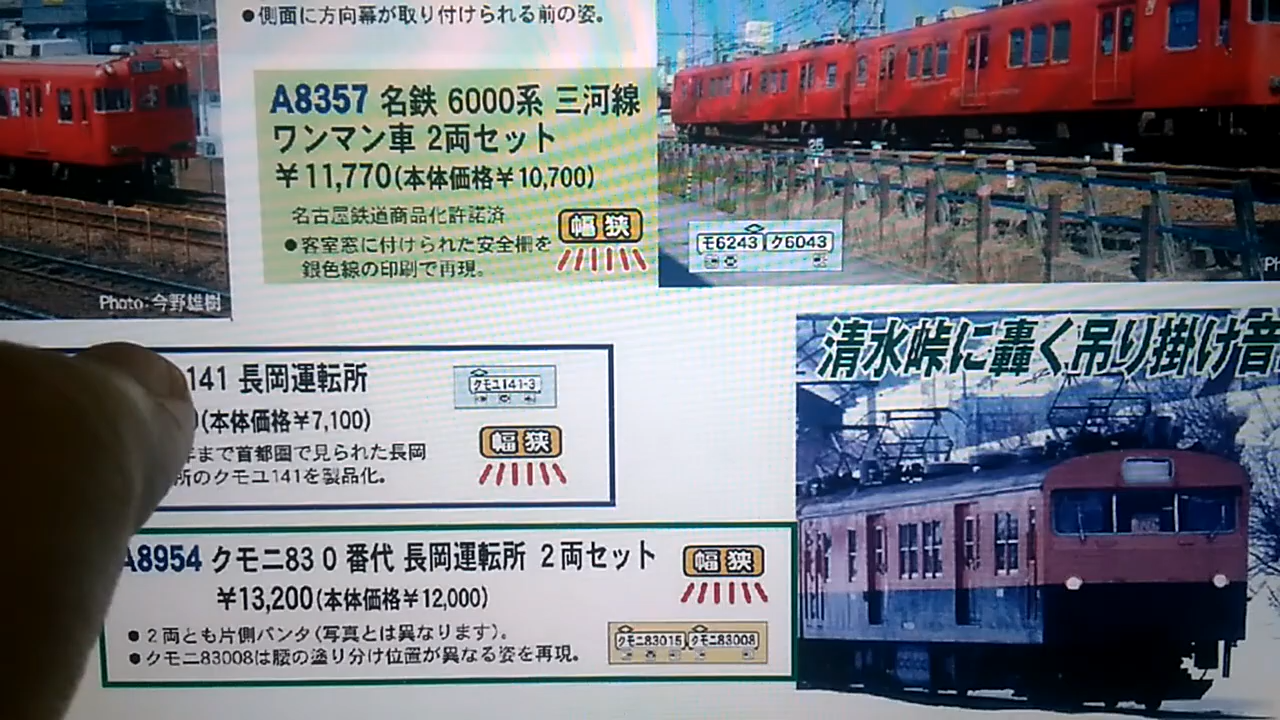 ●側面に方向幕が取り付けられる前の姿。
A8357 名鉄 6000系 三河線
ワンマン車 2両セット
￥11,770(本体価格￥10,700)
名古屋鉄道商品化許諾済
幅狭
●客室窓に付けられた安全柵を
銀色線の印刷で再現。
25
モ6243 ク6043
Photo：今野雄樹
Ph
141 長岡運転所
クモユ141-3
(本体価格￥7,100)
幅狭
まで首都圏で見られた長岡
所のクモユ141を製品化。
清水峠に轟く吊り掛け音
A8954 クモニ83 0 番代 長岡運転所 2両セット
幅狭
￥13,200(本体価格￥12,000)
●2両とも片側パンタ(写真とは異なります)。
●クモニ83008は腰の塗り分け位置が異なる姿を再現。
クモニ83015 クモニ83008